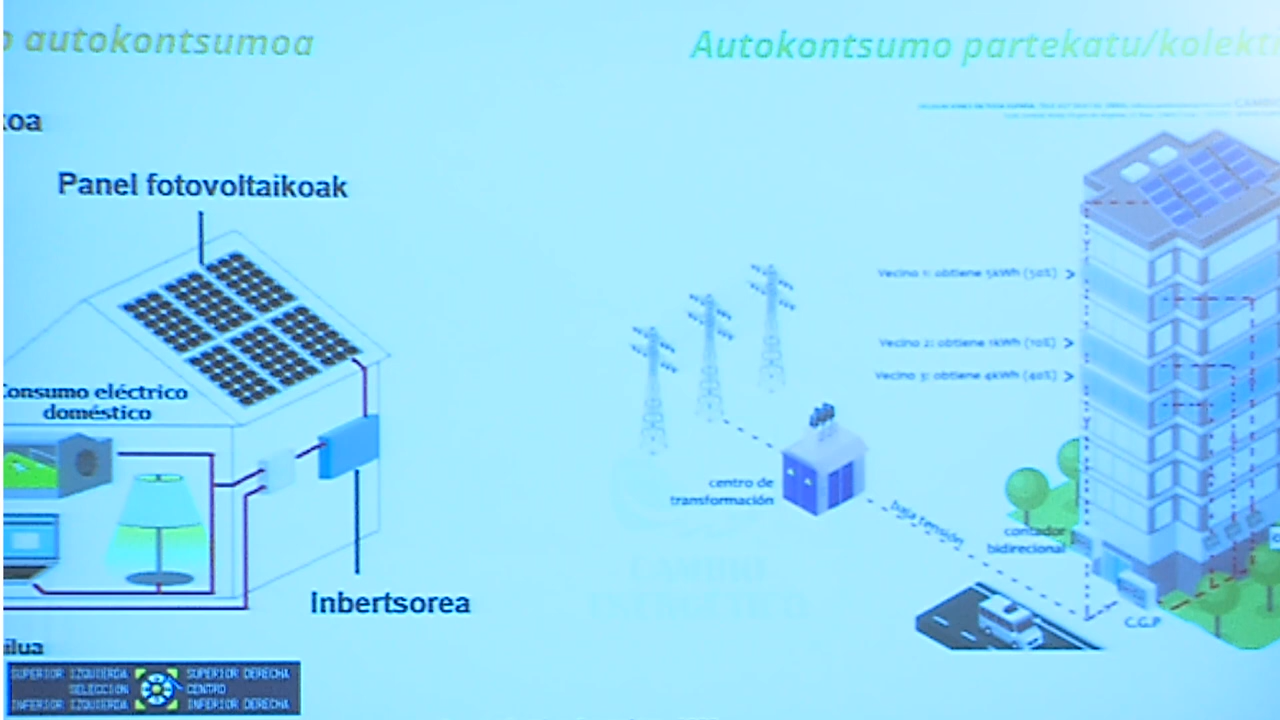 autokontsumoa
Autokontsumo partekatu/kolekt
koa
Panel fotovoltaikoak
Vecino 1: obtiene 5kWh (50%)
Vecino 2: obtiene 1kWh (10%)
Vecino 3: obtiene 4kWh (40%)
Consumo eléctrico
doméstico
centro de
transformación
baja tensión
contador
bidirecional
Inbertsorea
C.G.P
SUPERIOR IZQUIERDA SUPERIOR DERECHA
SELECCIÓN CENTRO
INFERIOR IZQUIERDA INFERIOR DERECHA